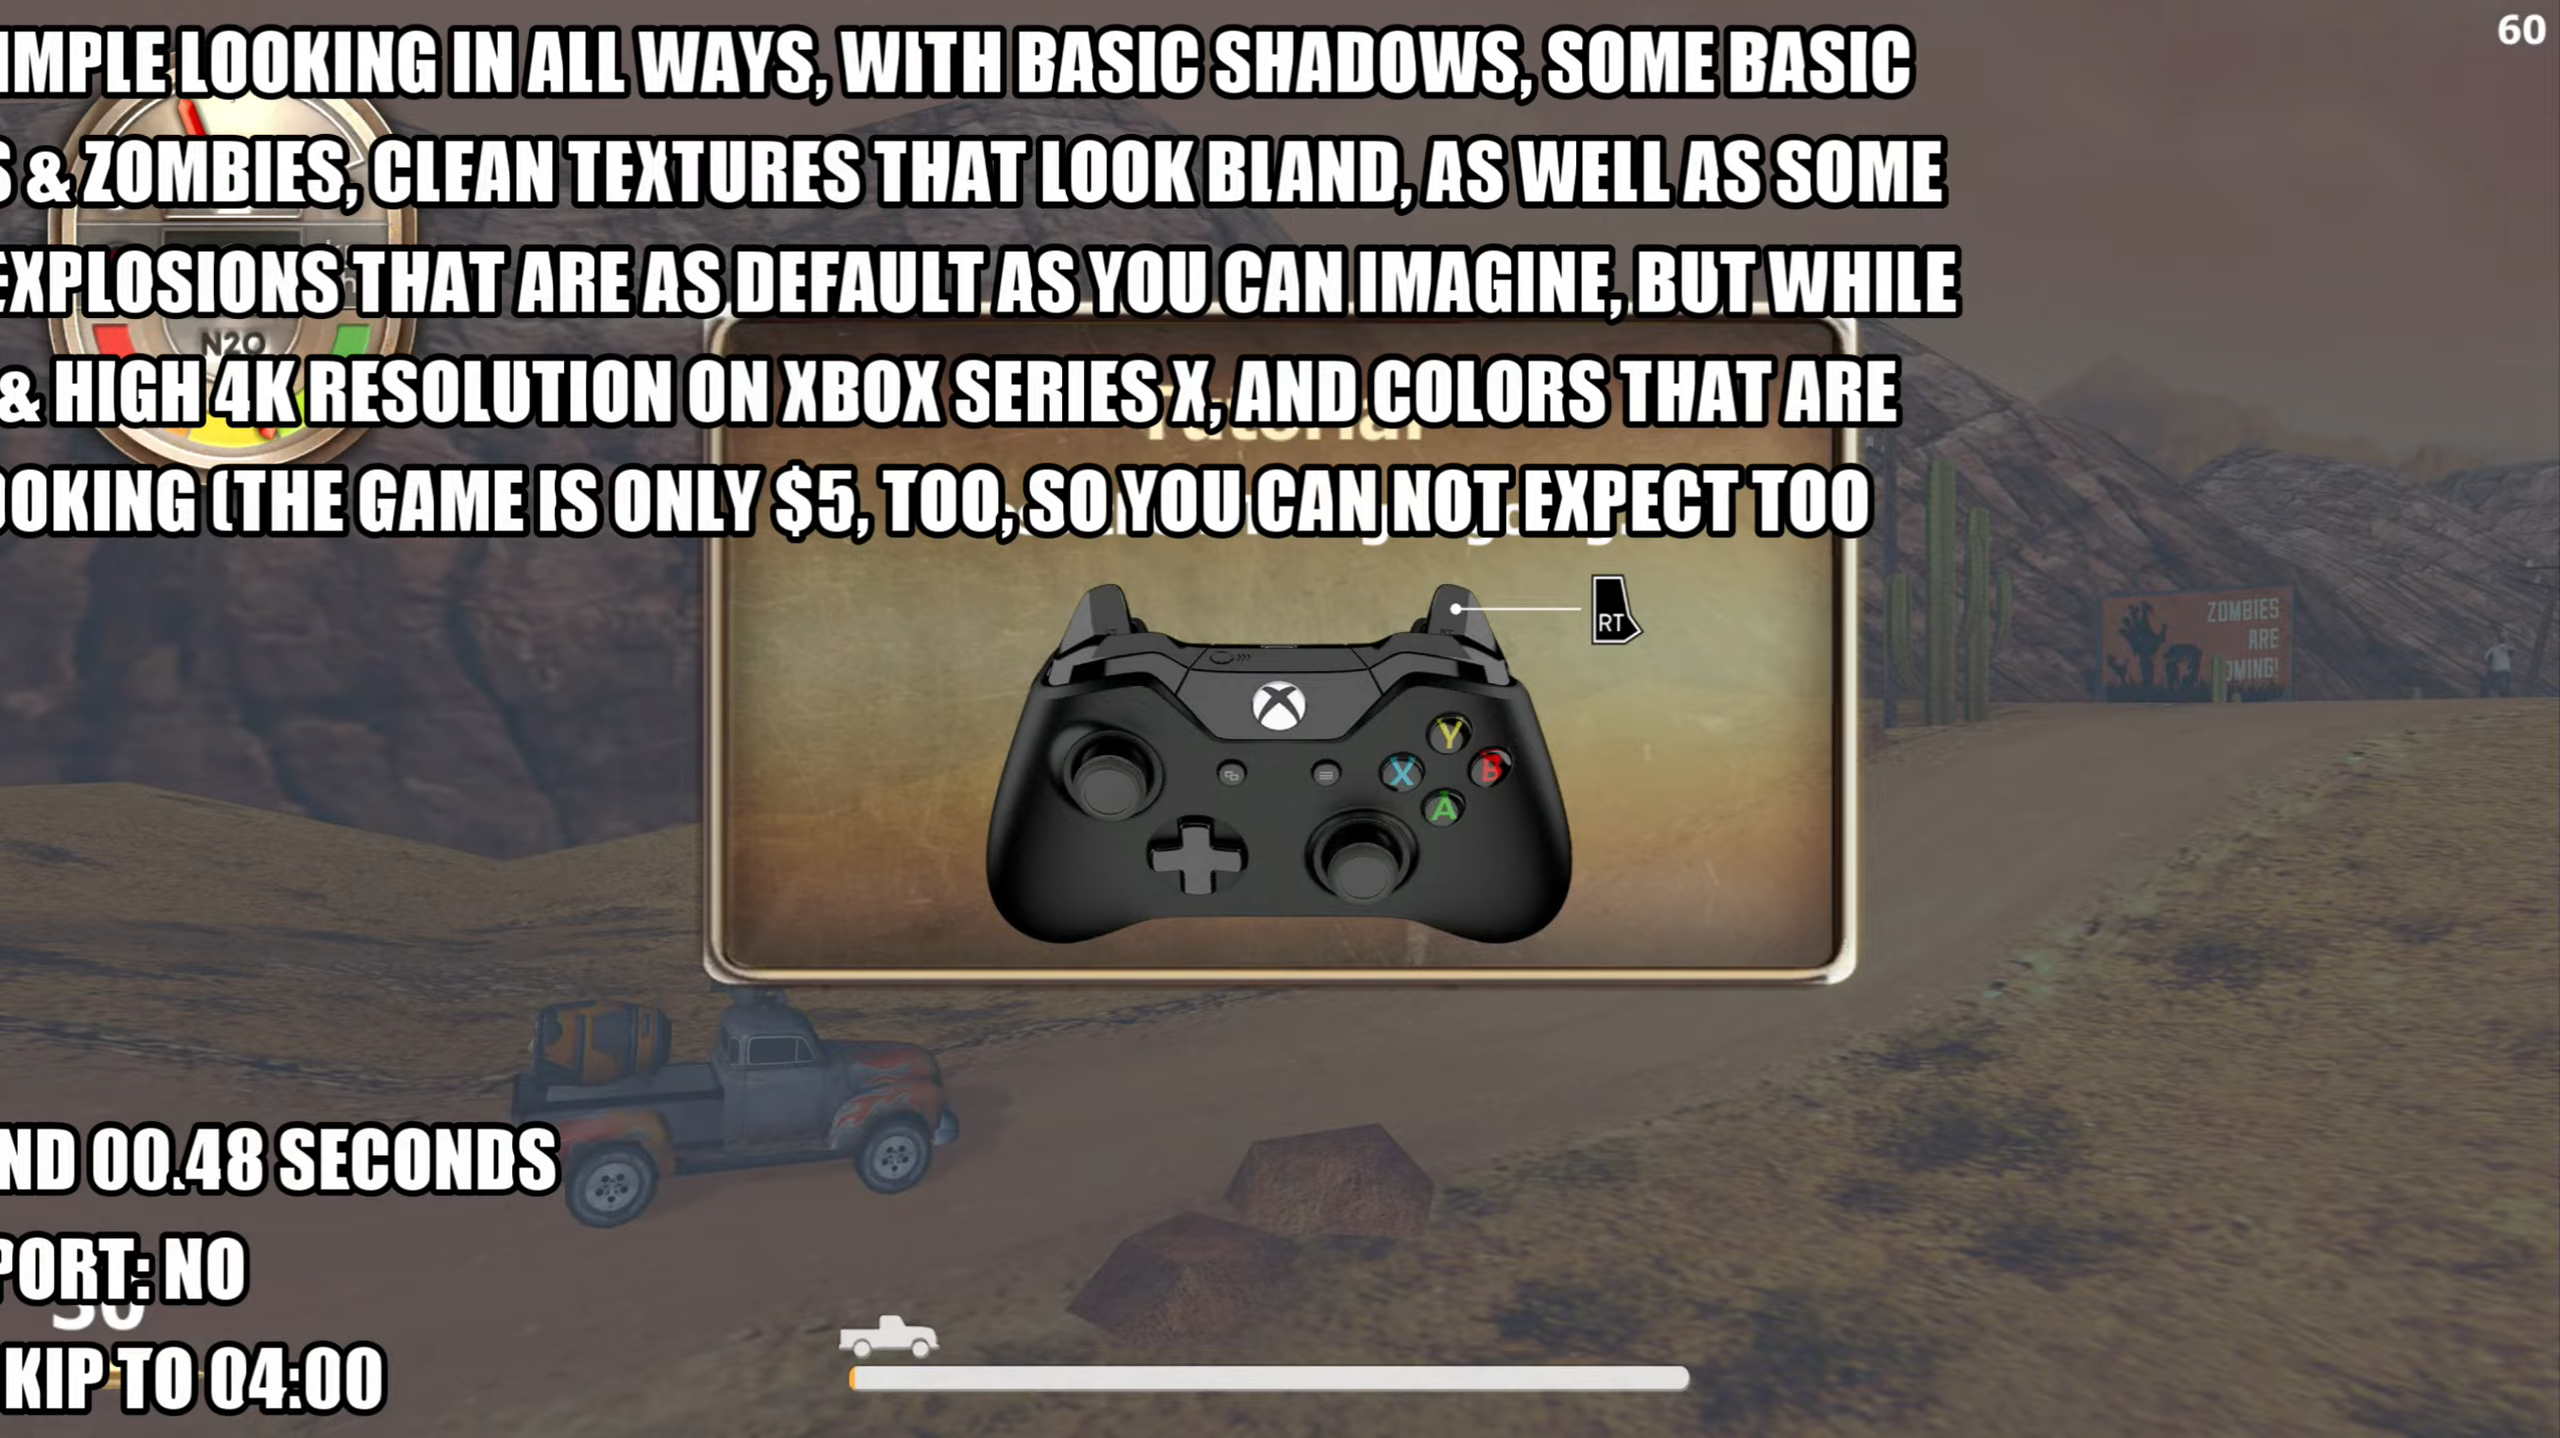 60
IMPLE LOOKING IN ALL WAYS, WITH BASIC SHADOWS, SOME BASIC
S & ZOMBIES, CLEAN TEXTURES THAT LOOK BLAND, AS WELL AS SOME
EXPLOSIONS THAT ARE AS DEFAULT AS YOU CAN IMAGINE, BUT WHILE
& HIGH 4K RESOLUTION ON XBOX SERIES X, AND COLORS THAT ARE
OOKING (THE GAME IS ONLY $5, TOO, SO YOU CAN NOT EXPECT TOO
N2O
Tutorial
RT
Y
X
B
A
ZOMBIES
ARE
OMING!
ND 00.48 SECONDS
PORT: NO
KIP TO 04:00